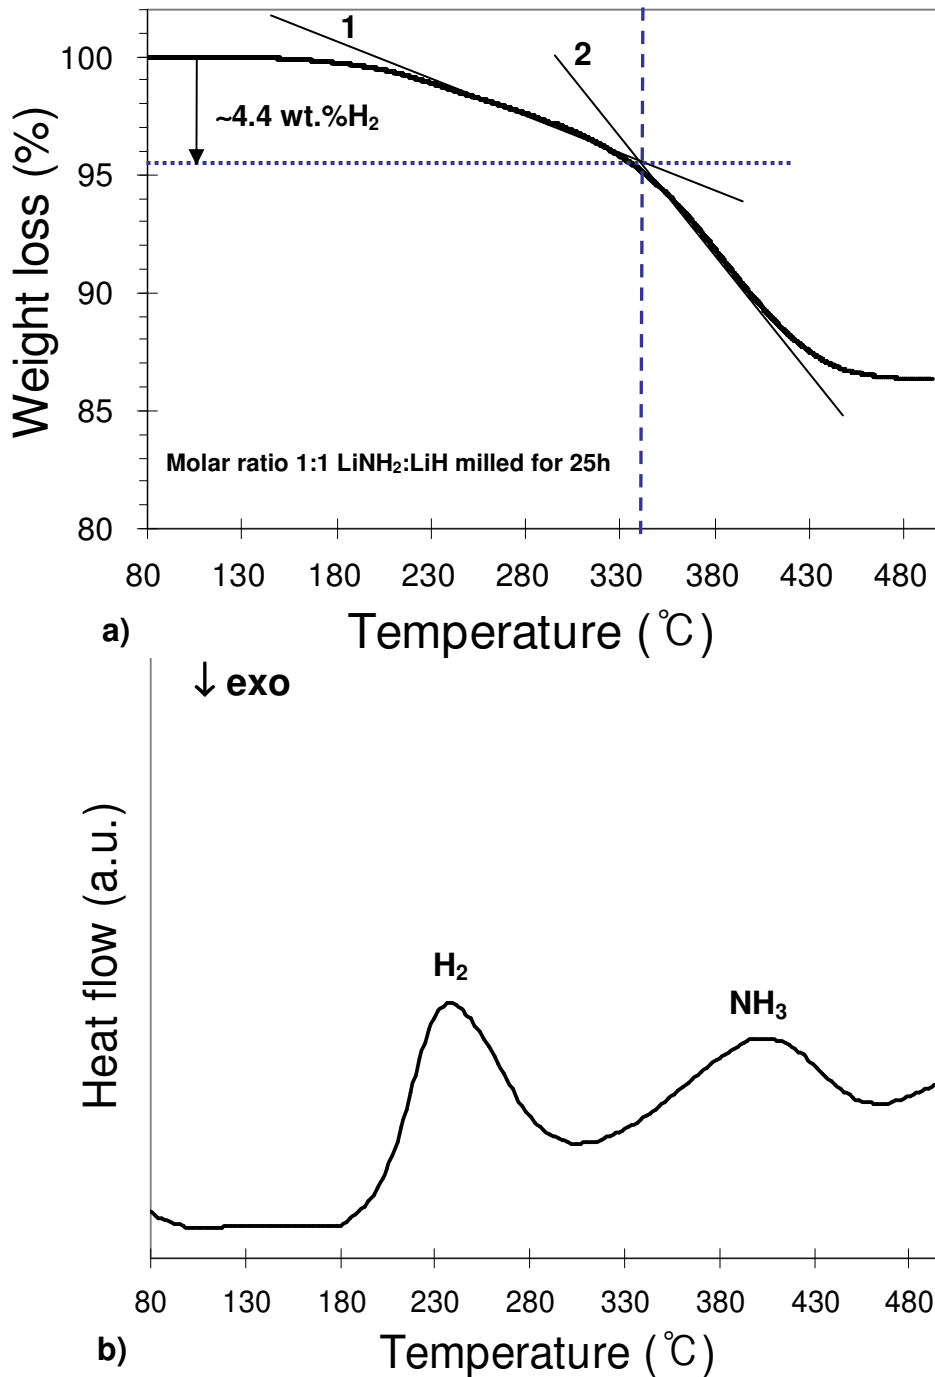 1
2
100
~4.4 wt.%H₂
95
90
85
80
Weight loss (%)
Molar ratio 1:1 LiNH₂:LiH milled for 25h
80 130 180 230 280 330 380 430 480
a)
Temperature (℃)
↓ exo
Heat flow (a.u.)
H₂
NH₃
80 130 180 230 280 330 380 430 480
b)
Temperature (℃)